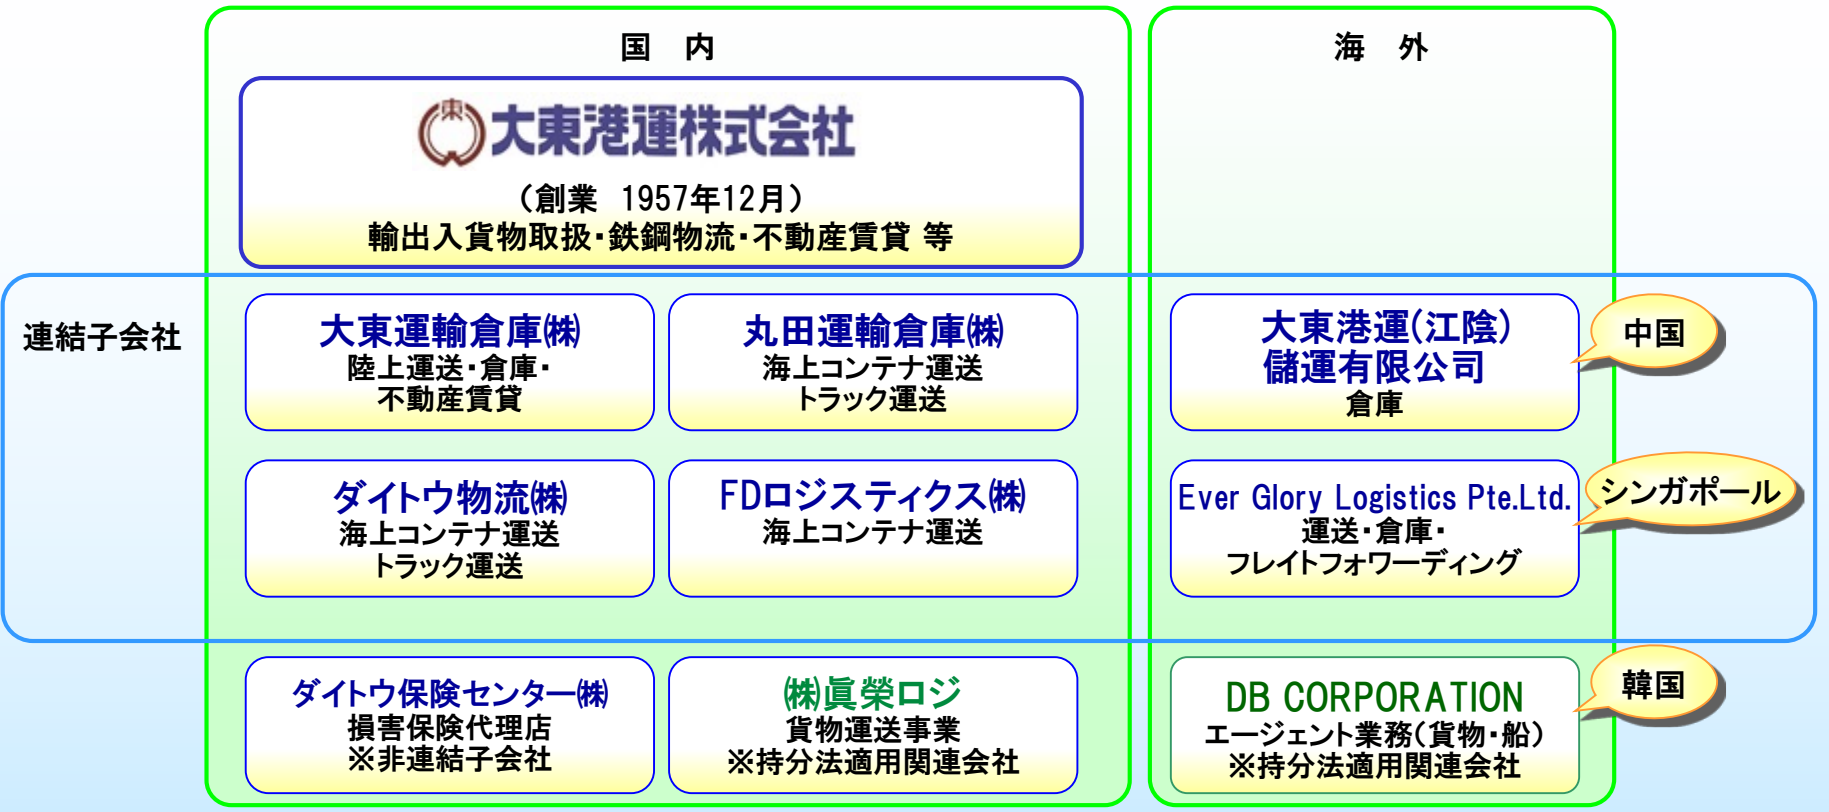 国　内
海　外
東
大東港運株式会社
（創業　1957年12月）
輸出入貨物取扱・鉄鋼物流・不動産賃貸 等
連結子会社
大東運輸倉庫㈱
陸上運送・倉庫・
不動産賃貸
丸田運輸倉庫㈱
海上コンテナ運送
トラック運送
大東港運(江陰)
儲運有限公司
倉庫
中国
ダイトウ物流㈱
海上コンテナ運送
トラック運送
FDロジスティクス㈱
海上コンテナ運送
Ever Glory Logistics Pte.Ltd.
運送・倉庫・
フレイトフォワーディング
シンガポール
ダイトウ保険センター㈱
損害保険代理店
※非連結子会社
㈱眞榮ロジ
貨物運送事業
※持分法適用関連会社
DB CORPORATION
エージェント業務(貨物・船)
※持分法適用関連会社
韓国